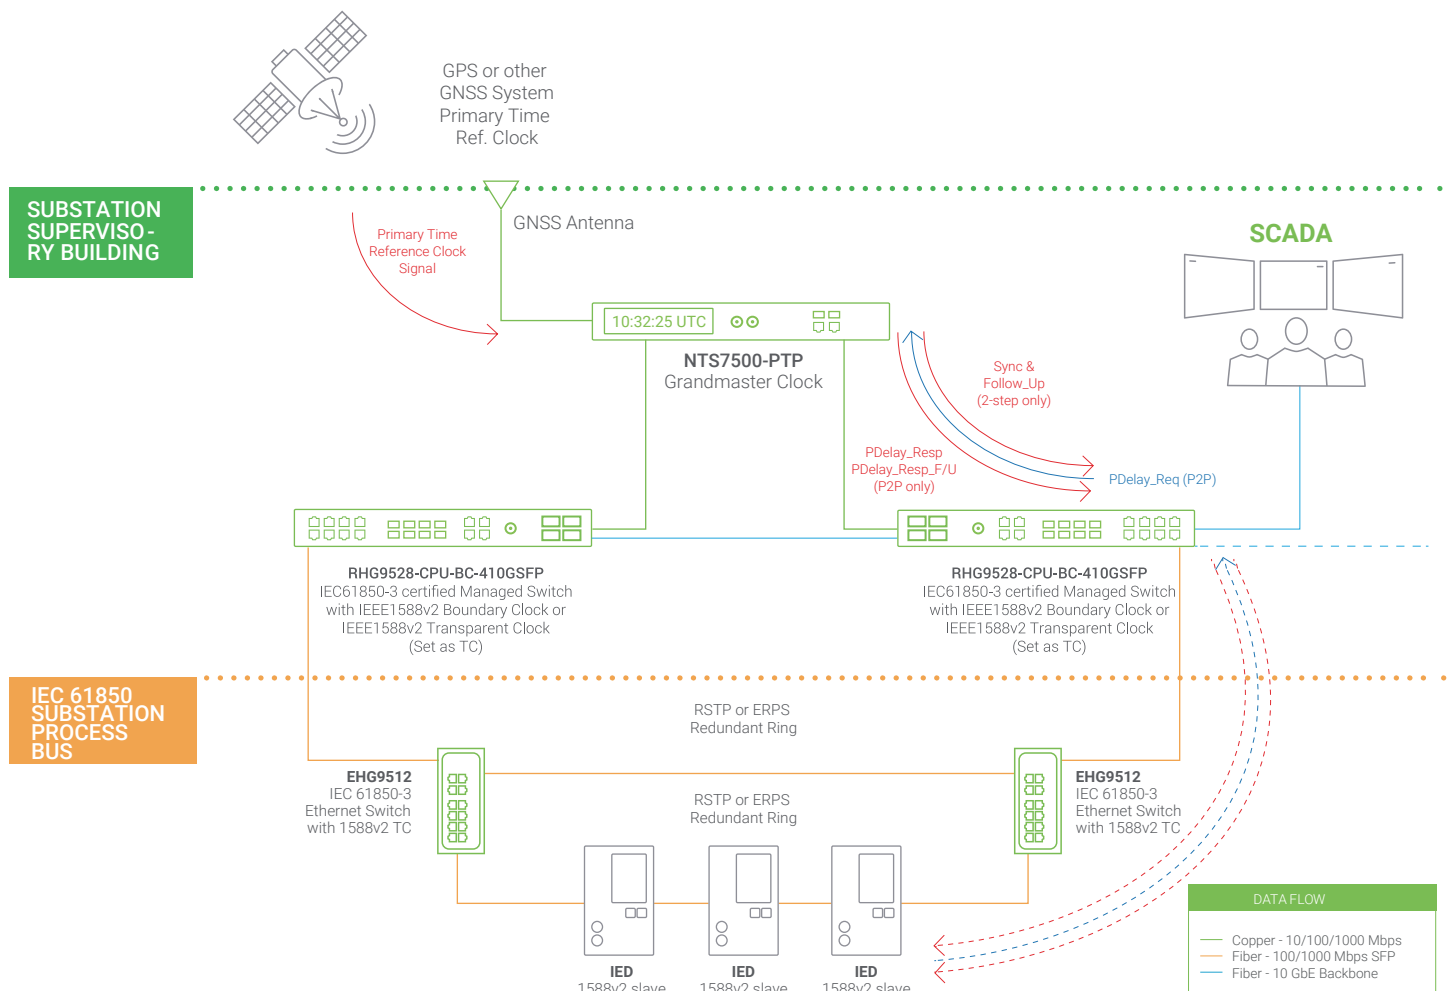 GPS or other
GNSS System
Primary Time
Ref. Clock
SUBSTATION
SUPERVISO-
RY BUILDING
GNSS Antenna
Primary Time
Reference Clock
Signal
SCADA
10:32:25 UTC
NTS7500-PTP
Grandmaster Clock
Sync &
Follow_Up
(2-step only)
PDelay_Resp
PDelay_Resp_F/U
(P2P only)
PDelay_Req (P2P)
RHG9528-CPU-BC-410GSFP
IEC61850-3 certified Managed Switch
with IEEE1588v2 Boundary Clock or
IEEE1588v2 Transparent Clock
(Set as TC)
RHG9528-CPU-BC-410GSFP
IEC61850-3 certified Managed Switch
with IEEE1588v2 Boundary Clock or
IEEE1588v2 Transparent Clock
(Set as TC)
IEC 61850
SUBSTATION
PROCESS
BUS
RSTP or ERPS
Redundant Ring
EHG9512
IEC 61850-3
Ethernet Switch
with 1588v2 TC
RSTP or ERPS
Redundant Ring
EHG9512
IEC 61850-3
Ethernet Switch
with 1588v2 TC
IED
1588v2 slave
IED
1588v2 slave
IED
1588v2 slave
DATA FLOW
Copper - 10/100/1000 Mbps
Fiber - 100/1000 Mbps SFP
Fiber - 10 GbE Backbone